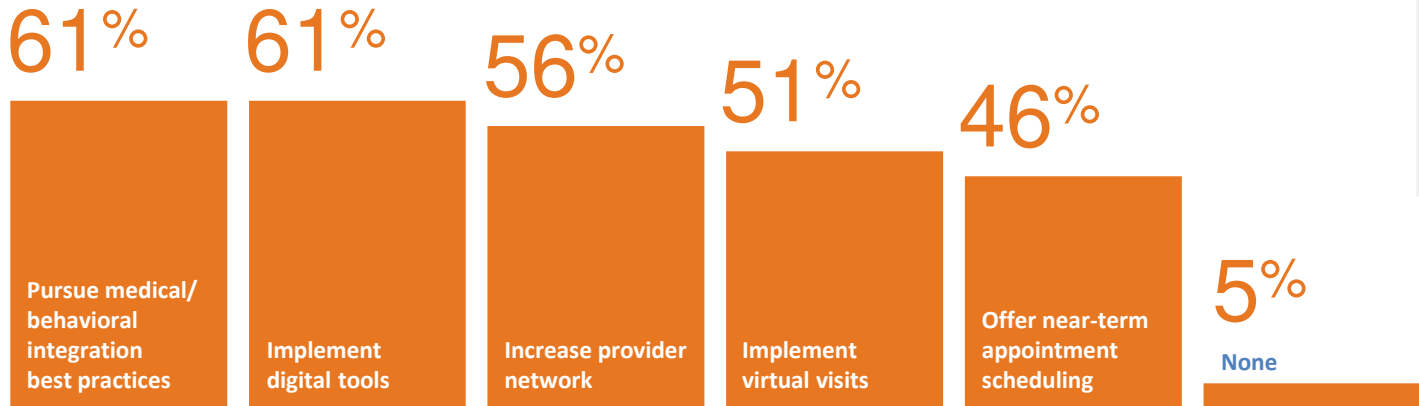 61%
61%
56%
51%
46%
5%
Pursue medical/
behavioral
integration
best practices
Implement
digital tools
Increase provider
network
Implement
virtual visits
Offer near-term
appointment
scheduling
None